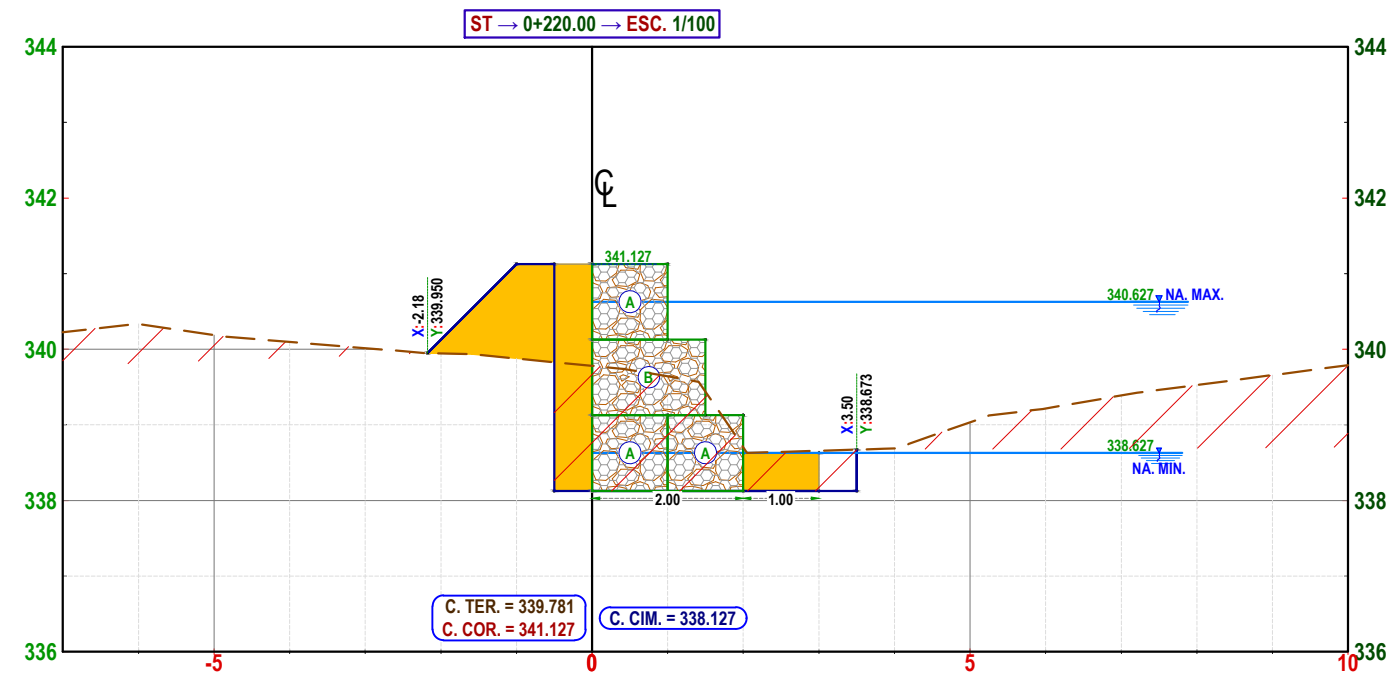 ST → 0+220.00 → ESC. 1/100
344
344
342
342
CL
341.127
A
340.627
NA. MAX.
X:-2.18
Y:339.950
340
340
B
X:3.50
Y:338.673
A
A
338.627
NA. MIN.
338
338
2.00
1.00
C. TER. = 339.781
C. COR. = 341.127
C. CIM. = 338.127
336
336
-5
0
5
10